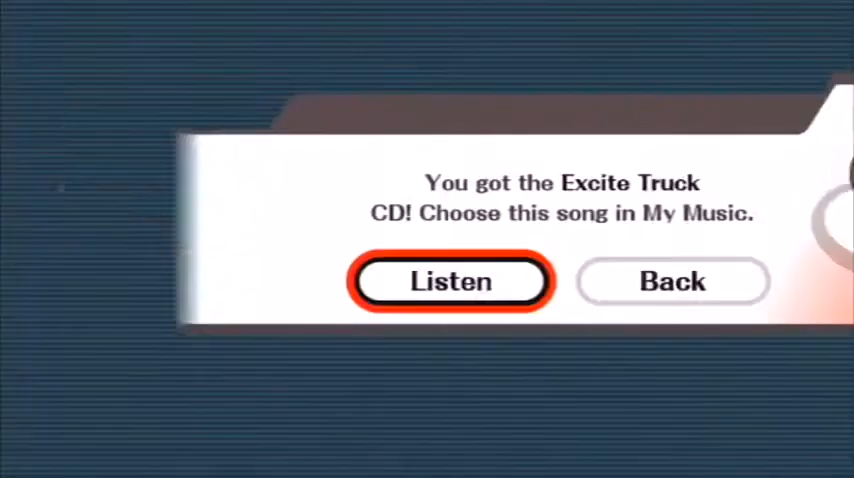 You got the Excite Truck
CD! Choose this song in My Music.
Listen
Back